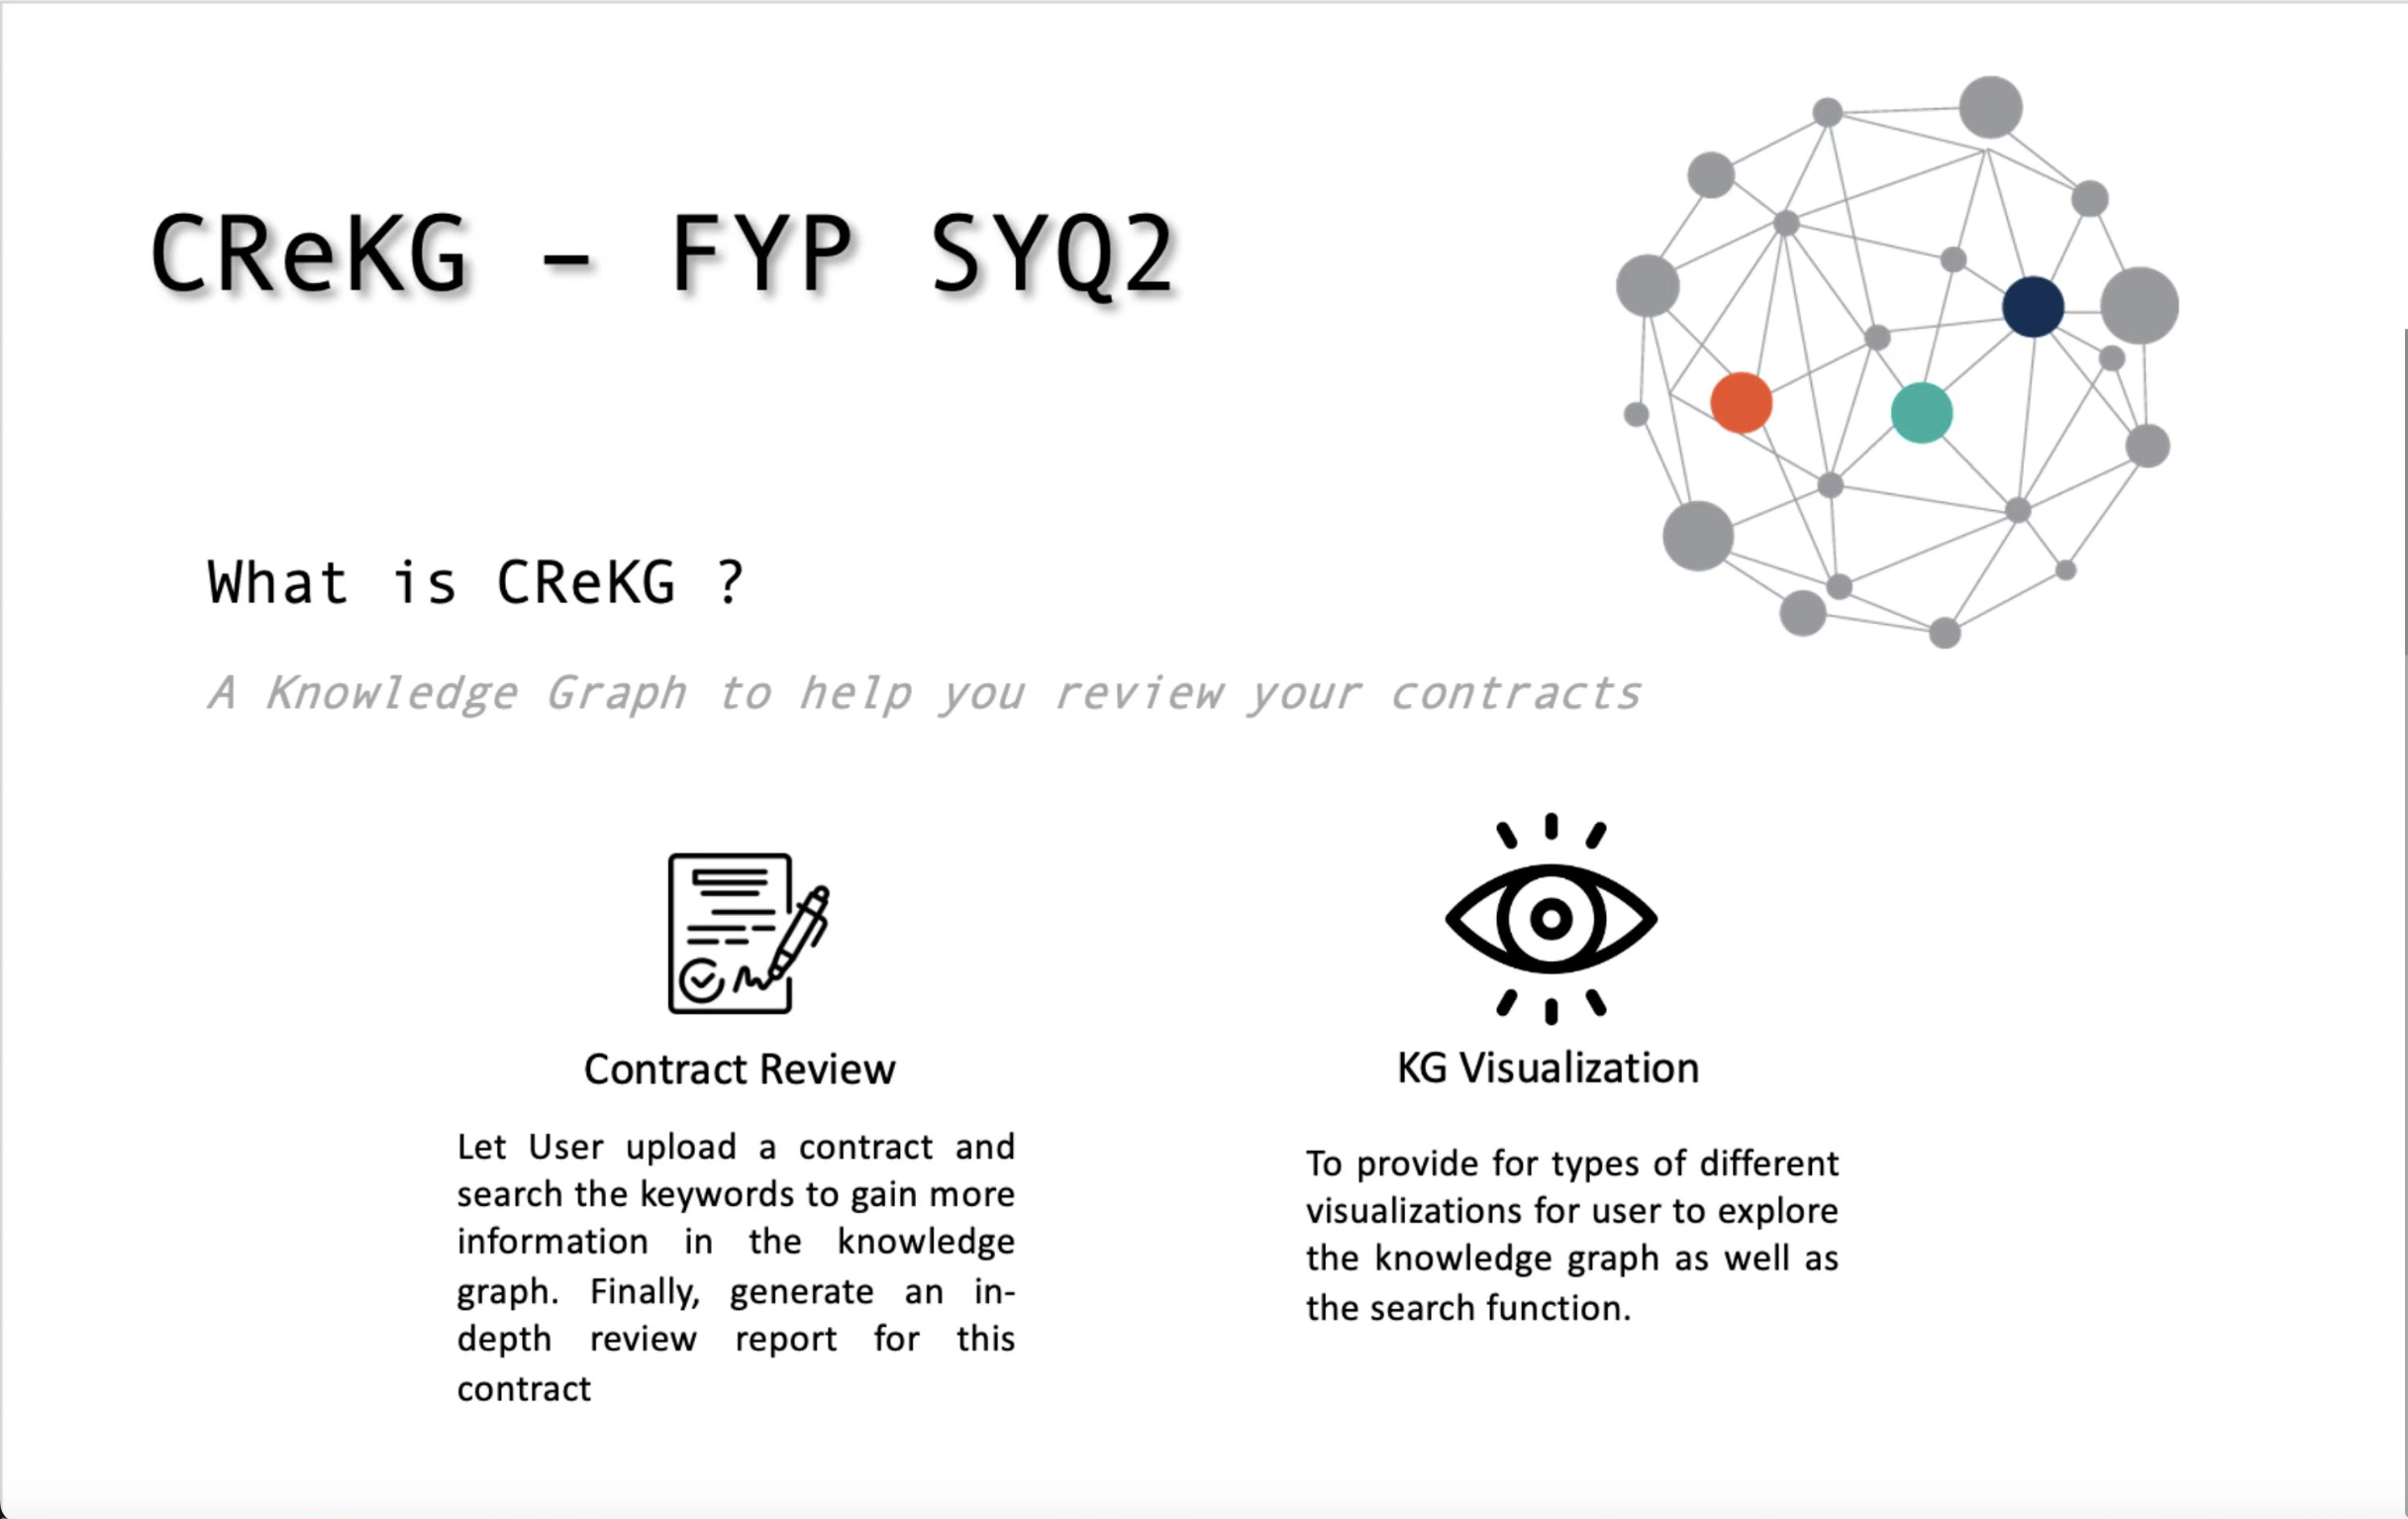 CReKG – FYP SYQ2
What is CReKG ?
A Knowledge Graph to help you review your contracts
Contract Review
Let User upload a contract and
search the keywords to gain more
information in the knowledge
graph. Finally, generate an in-
depth review report for this
contract
KG Visualization
To provide for types of different
visualizations for user to explore
the knowledge graph as well as
the search function.